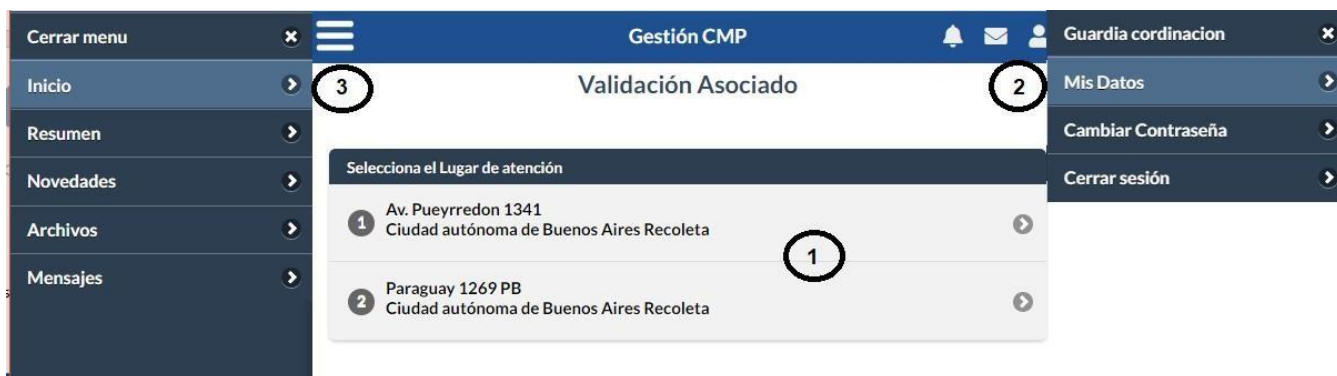 Cerrar menu
Inicio
Resumen
Novedades
Archivos
Mensajes
Gestión CMP
3
Validación Asociado
2
Selecciona el Lugar de atención
1
Av. Pueyrredon 1341
Ciudad autónoma de Buenos Aires Recoleta
1
2
Paraguay 1269 PB
Ciudad autónoma de Buenos Aires Recoleta
Guardia cordinacion
Mis Datos
Cambiar Contraseña
Cerrar sesión